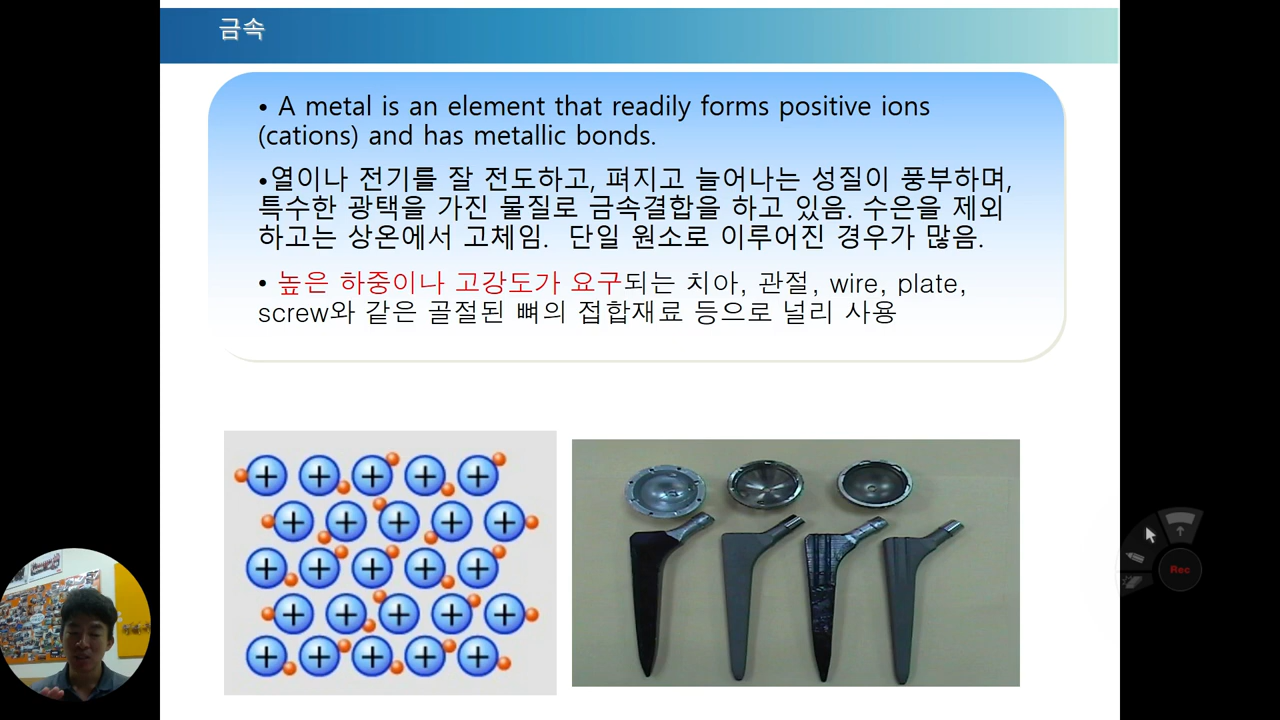 금속
• A metal is an element that readily forms positive ions
(cations) and has metallic bonds.
•열이나 전기를 잘 전도하고, 펴지고 늘어나는 성질이 풍부하며,
특수한 광택을 가진 물질로 금속결합을 하고 있음. 수은을 제외
하고는 상온에서 고체임. 단일 원소로 이루어진 경우가 많음.
• 높은 하중이나 고강도가 요구되는 치아, 관절, wire, plate,
screw와 같은 골절된 뼈의 접합재료 등으로 널리 사용
+ + + + +
+ + + + +
+ + + + +
+ + + + +
+ + + + +
Rec